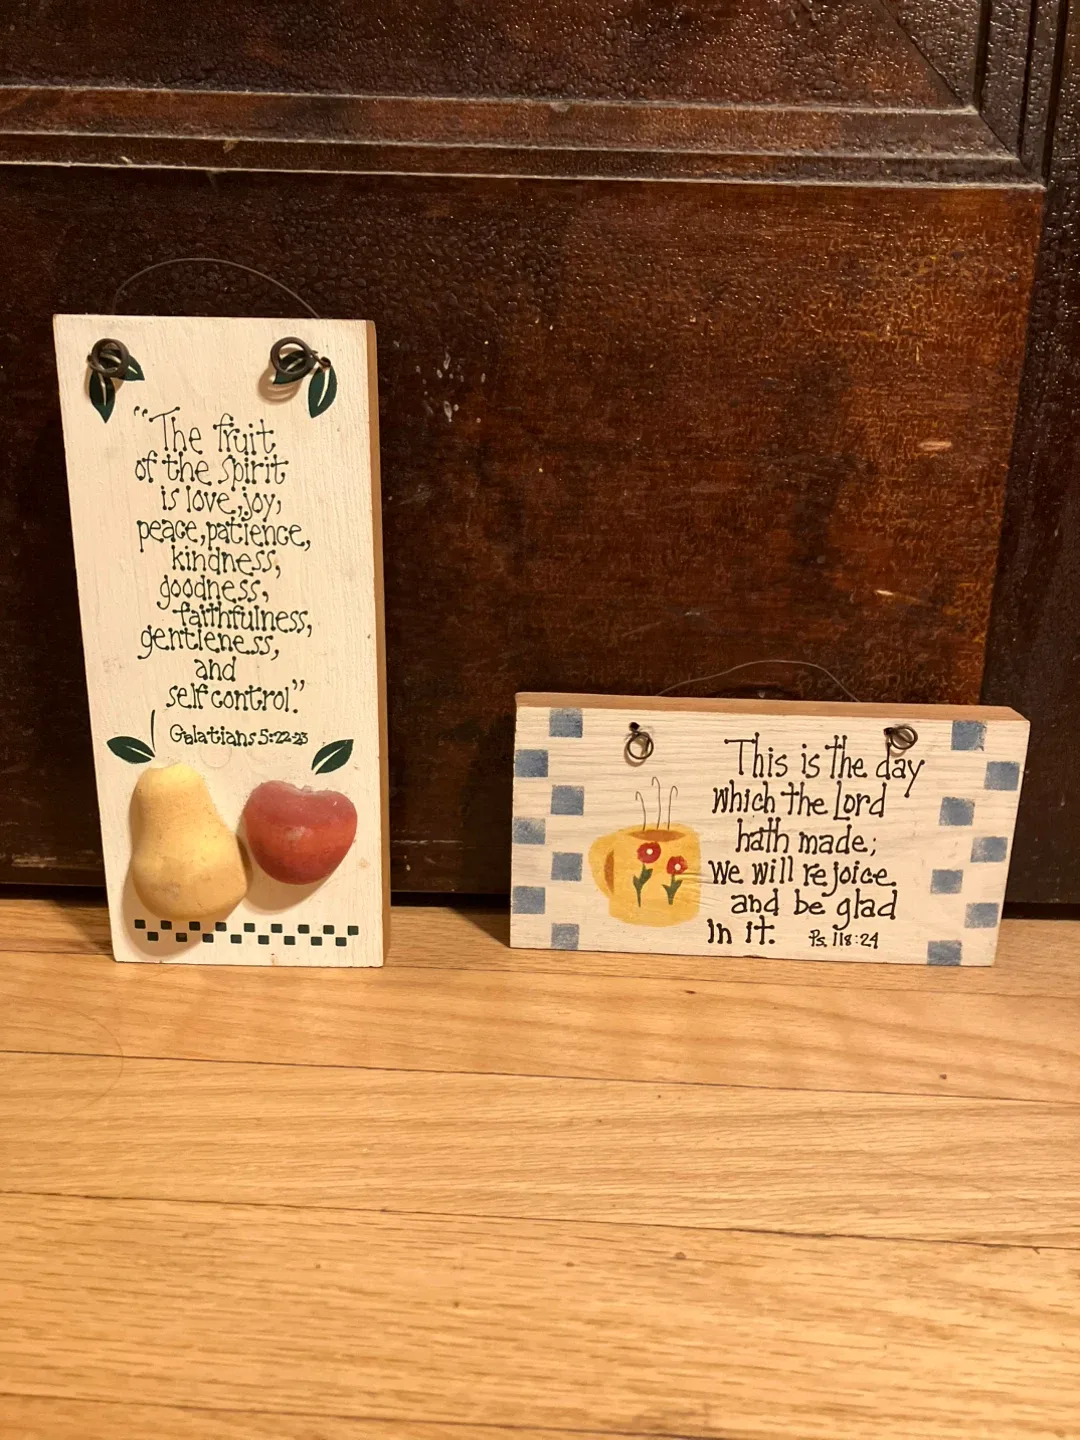 "The fruit
of the spirit
is love, joy,
peace, patience,
kindness,
goodness,
faithfulness,
gentleness,
and
self control."
Galatians 5:22-23
This is the day
which the Lord
hath made;
we will rejoice
and be glad
in it. Ps. 118:24